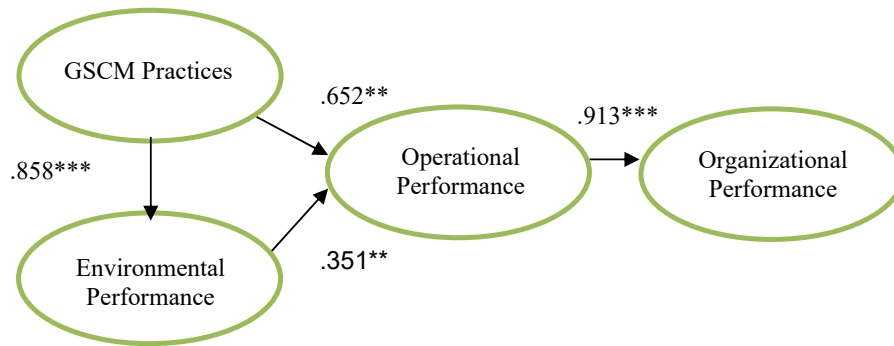 GSCM Practices
.652**
.913***
.858***
Operational
Performance
Organizational
Performance
Environmental
Performance
.351**